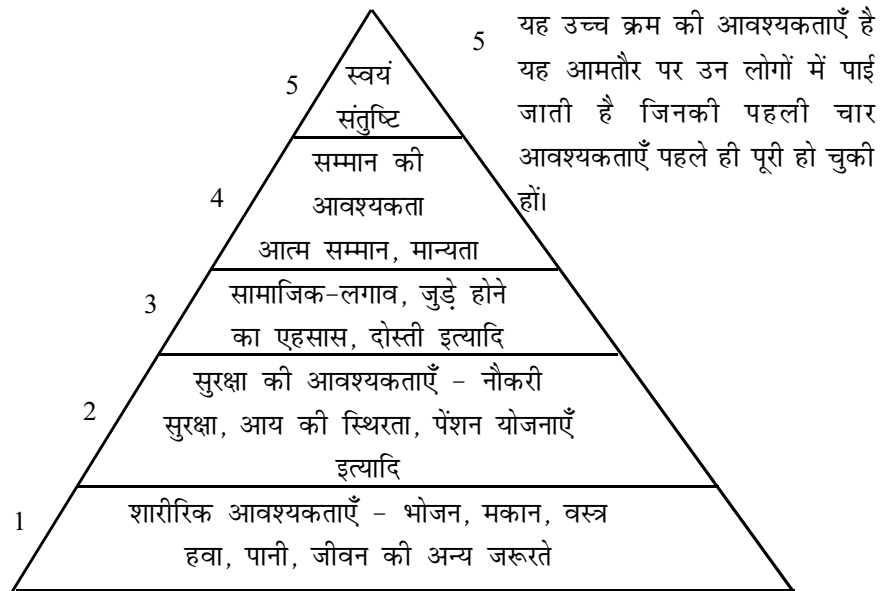 5
यह उच्च क्रम की आवश्यकताएँ है
यह आमतौर पर उन लोगों में पाई
जाती है जिनकी पहली चार
आवश्यकताएँ पहले ही पूरी हो चुकी
हों।
5
स्वयं
संतुष्टि
4
सम्मान की
आवश्यकता
आत्म सम्मान, मान्यता
3
सामाजिक-लगाव, जुड़े होने
का एहसास, दोस्ती इत्यादि
2
सुरक्षा की आवश्यकताएँ - नौकरी
सुरक्षा, आय की स्थिरता, पेंशन योजनाएँ
इत्यादि
1
शारीरिक आवश्यकताएँ - भोजन, मकान, वस्त्र
हवा, पानी, जीवन की अन्य जरूरते